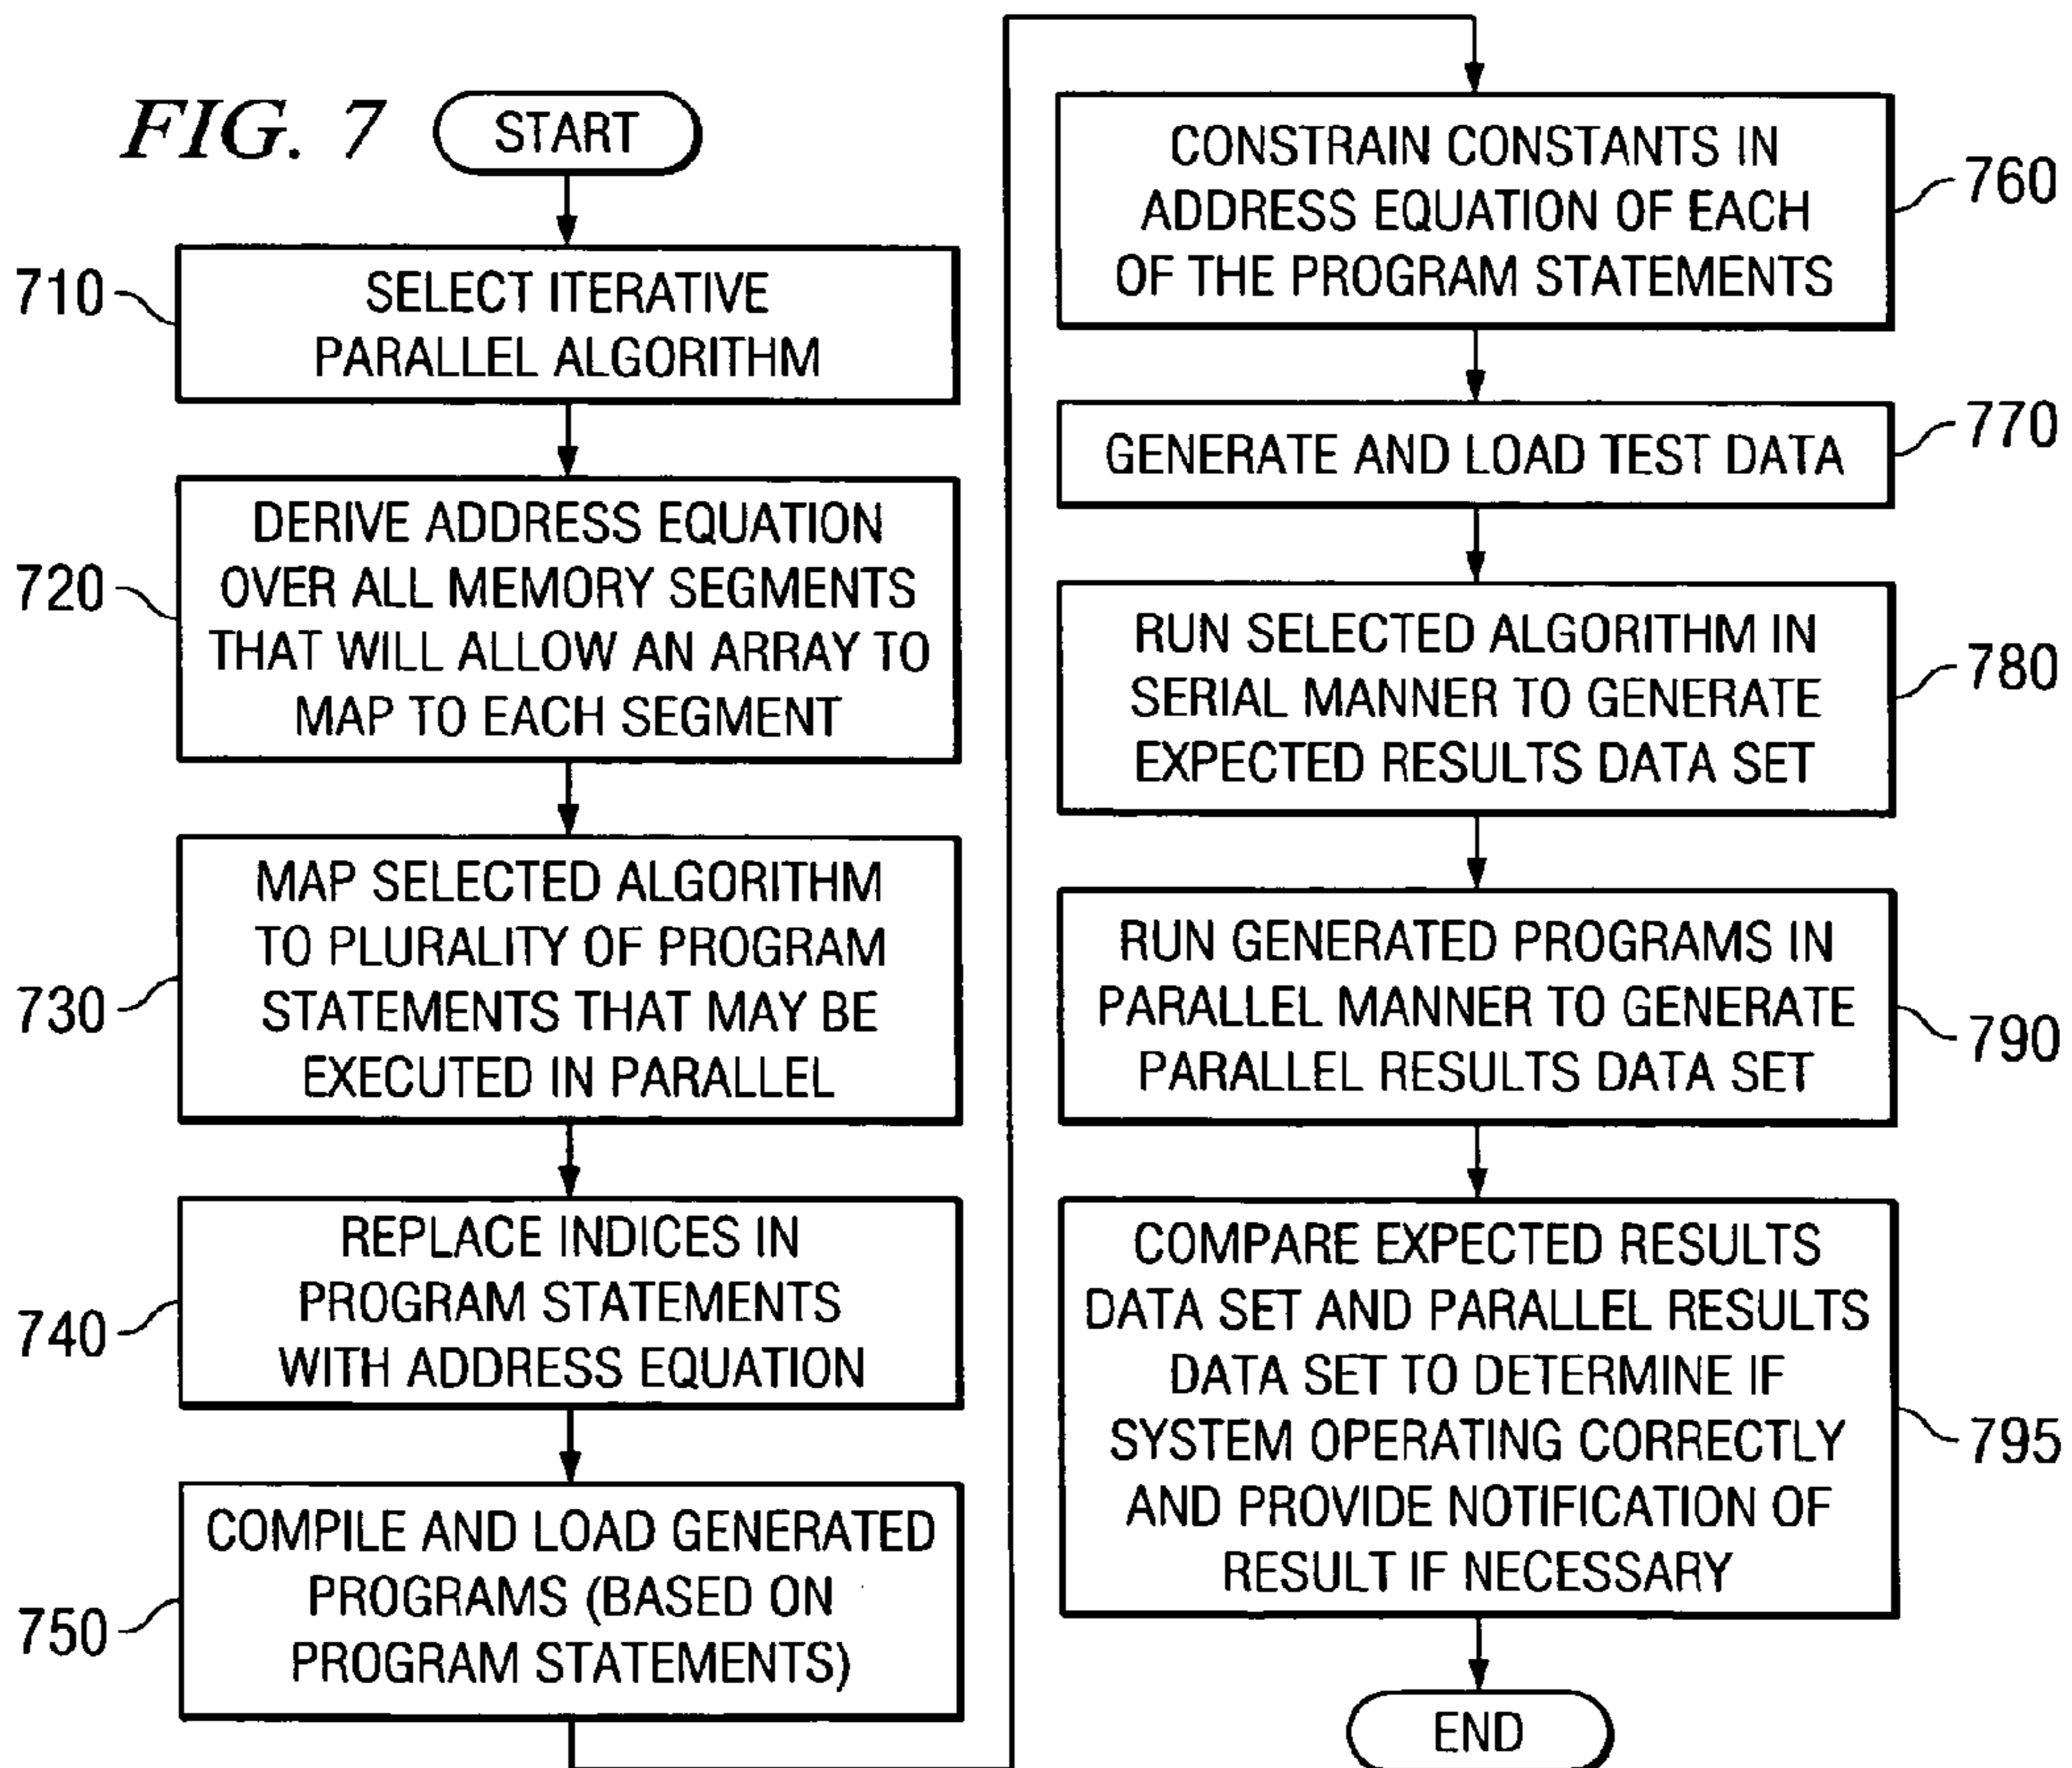 FIG. 7
START
710
SELECT ITERATIVE
PARALLEL ALGORITHM
720
DERIVE ADDRESS EQUATION
OVER ALL MEMORY SEGMENTS
THAT WILL ALLOW AN ARRAY TO
MAP TO EACH SEGMENT
730
MAP SELECTED ALGORITHM
TO PLURALITY OF PROGRAM
STATEMENTS THAT MAY BE
EXECUTED IN PARALLEL
740
REPLACE INDICES IN
PROGRAM STATEMENTS
WITH ADDRESS EQUATION
750
COMPILE AND LOAD GENERATED
PROGRAMS (BASED ON
PROGRAM STATEMENTS)
760
CONSTRAIN CONSTANTS IN
ADDRESS EQUATION OF EACH
OF THE PROGRAM STATEMENTS
770
GENERATE AND LOAD TEST DATA
780
RUN SELECTED ALGORITHM IN
SERIAL MANNER TO GENERATE
EXPECTED RESULTS DATA SET
790
RUN GENERATED PROGRAMS IN
PARALLEL MANNER TO GENERATE
PARALLEL RESULTS DATA SET
795
COMPARE EXPECTED RESULTS
DATA SET AND PARALLEL RESULTS
DATA SET TO DETERMINE IF
SYSTEM OPERATING CORRECTLY
AND PROVIDE NOTIFICATION OF
RESULT IF NECESSARY
END